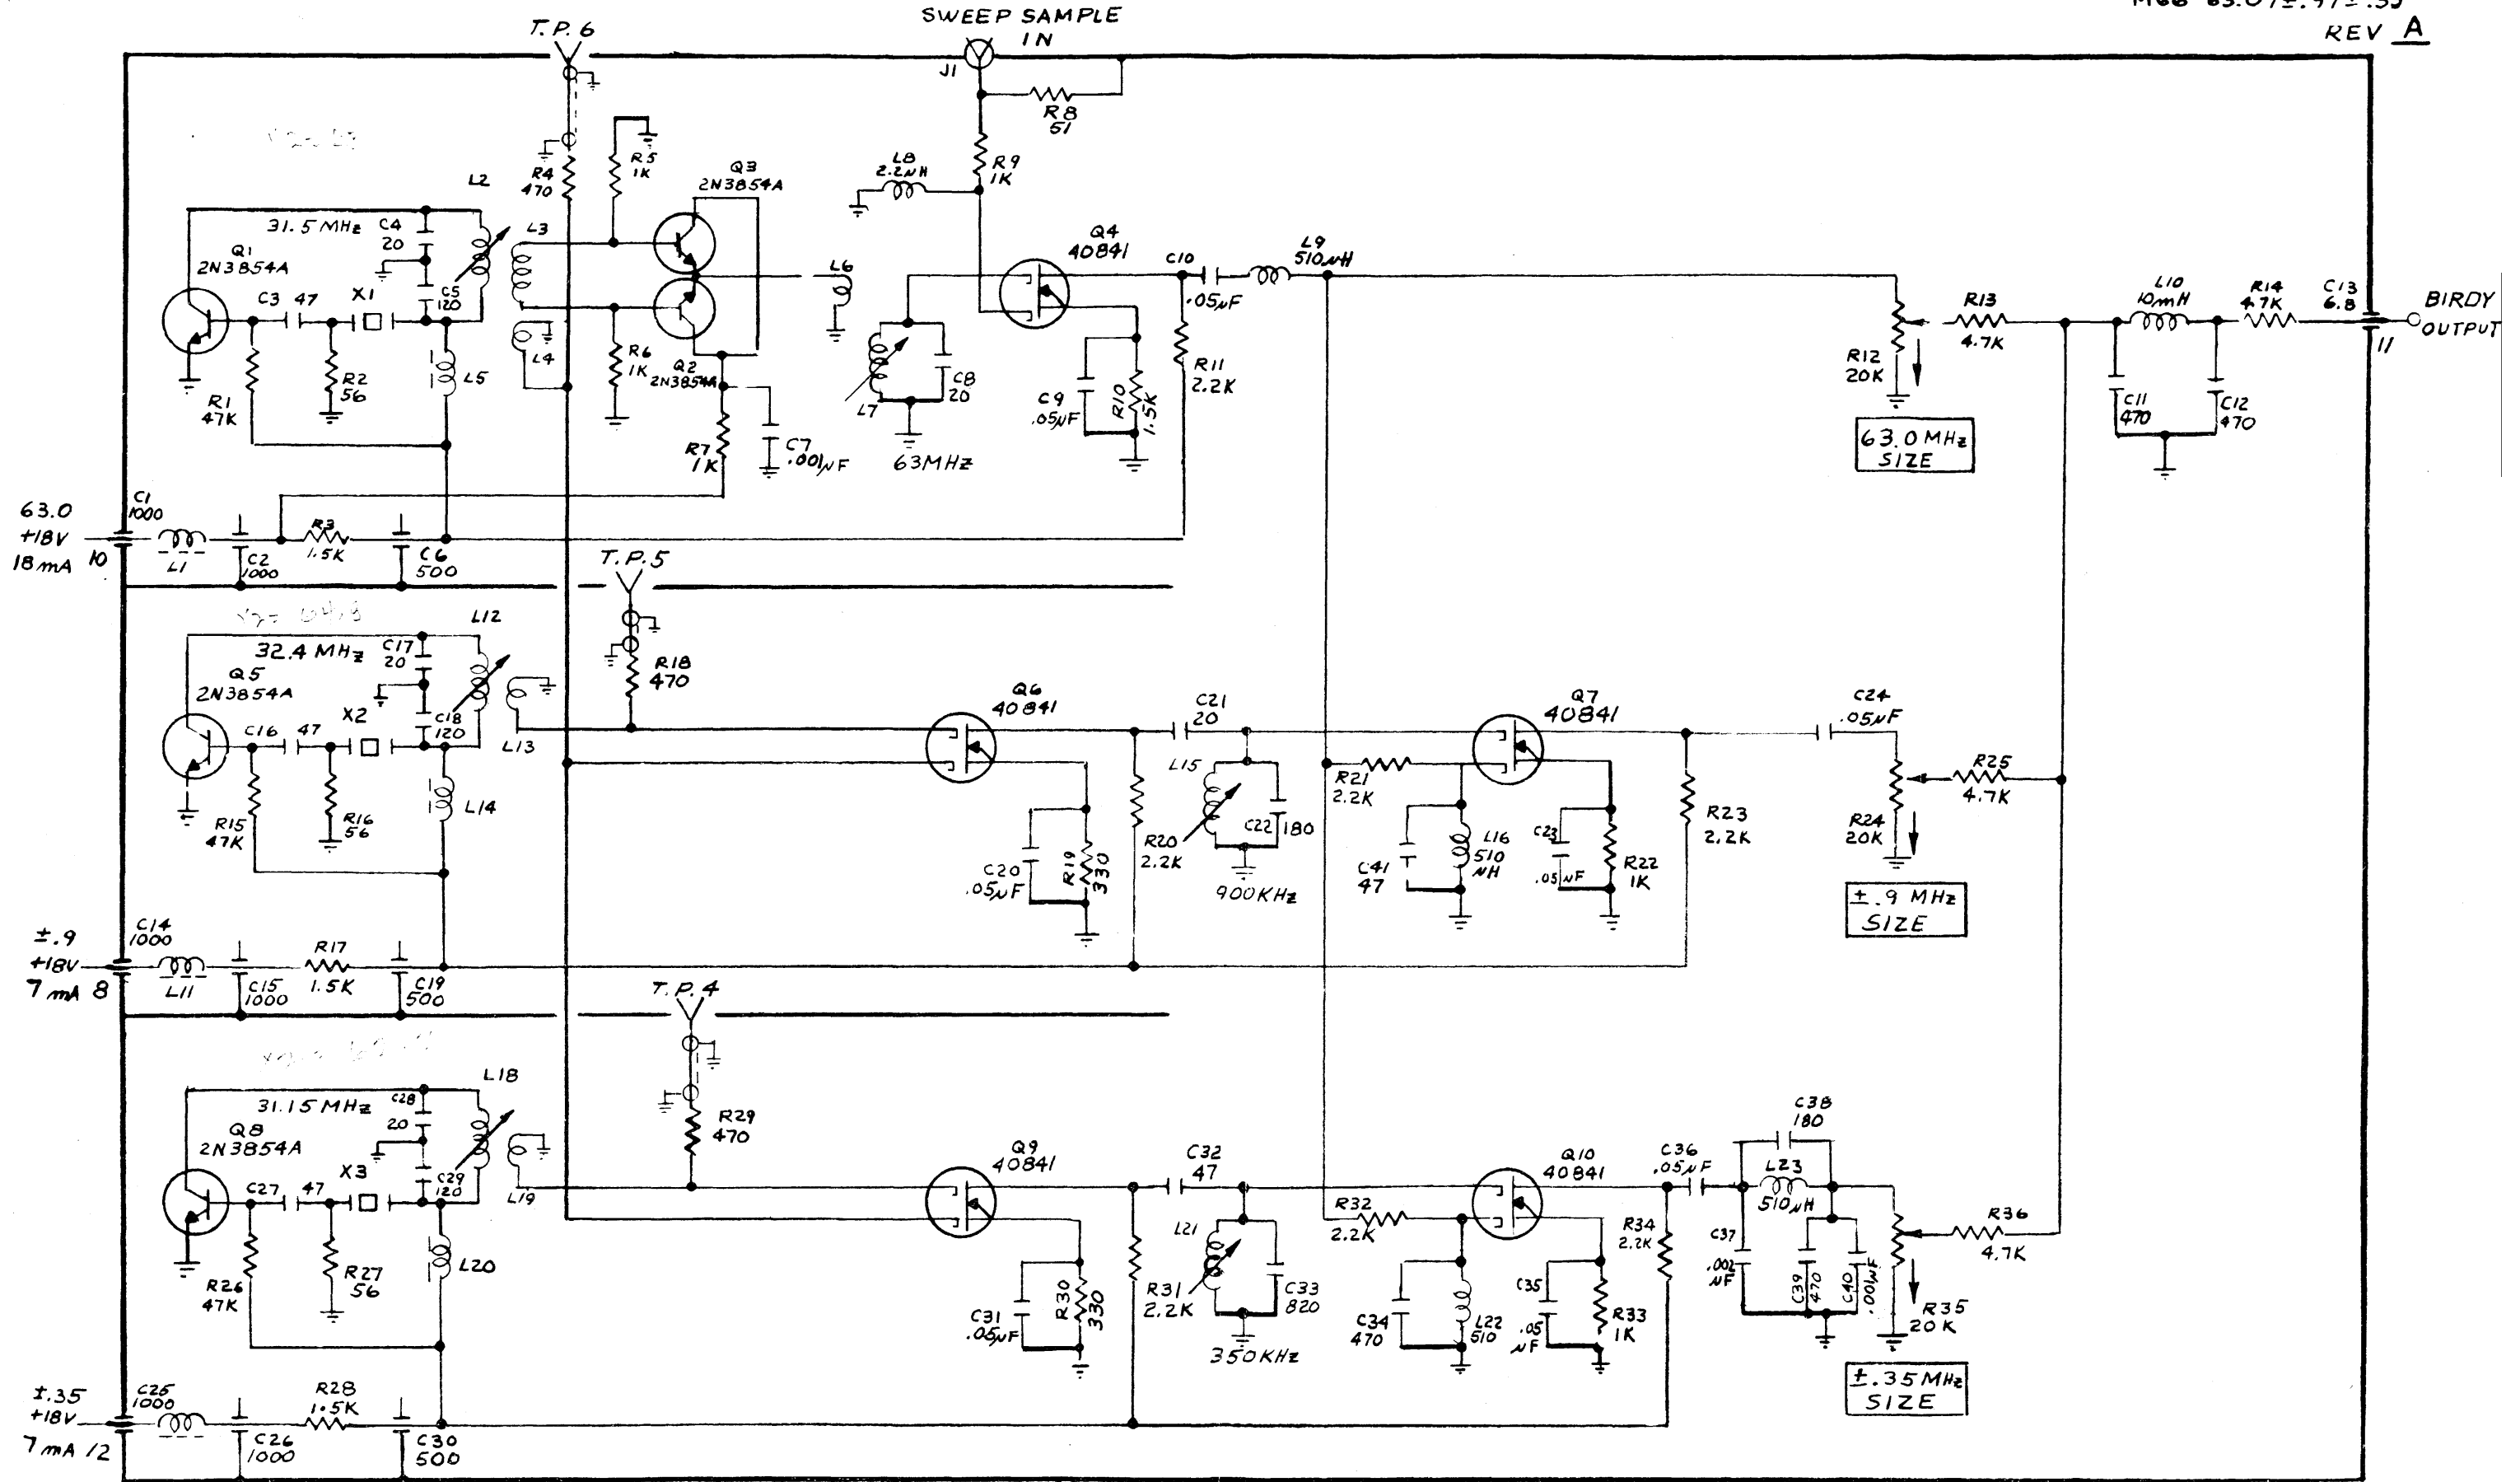 SWEEP SAMPLE
IN
REV A
T.P.6
J1
R8
51
R9
1K
L8
2.2µH
R4
470
R5
1K
Q3
2N3854A
L2
31.5 MHz
C4
20
L3
Q1
2N3854A
C3 47
X1
C5
120
L4
L5
R1
47K
R2
56
R6
1K
Q2
2N3854A
L6
Q4
40841
C10
.05µF
L9
510µH
L7
C8
20
63MHz
C9
.05µF
R10
1.5K
R11
2.2K
R7
1K
C7
.001µF
R12
20K
R13
4.7K
63.0 MHz
SIZE
L10
10mH
R14
4.7K
C13
6.8
C11
470
C12
470
11
BIRDY
OUTPUT
63.0
+18V
18mA 10
C1
1000
L1
C2
1000
R3
1.5K
C6
500
T.P.5
L12
32.4 MHz
C17
20
Q5
2N3854A
C16 47
X2
C18
120
L13
L14
R15
47K
R16
56
R18
470
Q6
40841
C21
20
L15
C22 180
900KHz
C20
.05µF
R19
330
R20
2.2K
R21
2.2K
Q7
40841
C41
47
L16
510
µH
C23
.05µF
R22
1K
R23
2.2K
C24
.05µF
R24
20K
R25
4.7K
±.9 MHz
SIZE
±.9
+18V
7mA 8
C14
1000
L11
C15
1000
R17
1.5K
C19
500
T.P.4
L18
31.15 MHz
C28
20
Q8
2N3854A
C27 47
X3
C29
120
L19
L20
R26
47K
R27
56
R29
470
Q9
40841
C32
47
L21
C33
820
350KHz
C31
.05µF
R30
330
R31
2.2K
R32
2.2K
Q10
40841
C34
470
L22
510
C35
.05
µF
R33
1K
R34
2.2K
C36
.05µF
C38
180
L23
510µH
C37
.002
µF
C39
470
C40
.001µF
R35
20K
R36
4.7K
±.35MHz
SIZE
±.35
+18V
7mA 12
C25
1000
C26
1000
R28
1.5K
C30
500